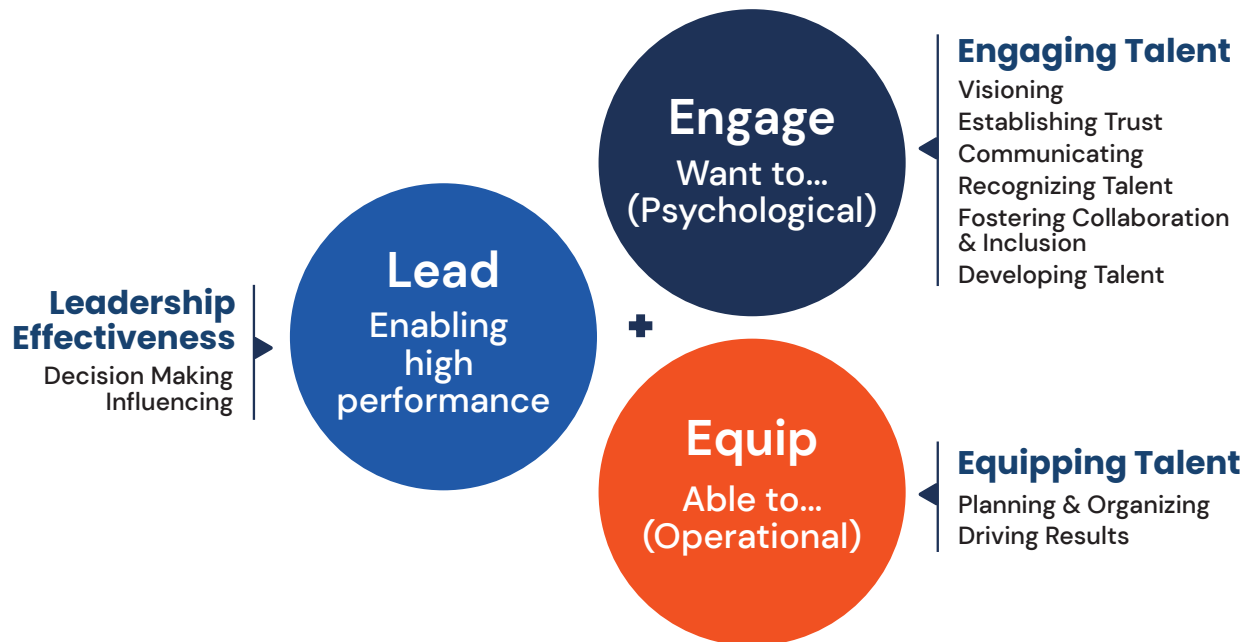 Leadership
Effectiveness
Decision Making
Influencing
Lead
Enabling
high
performance
Engage
Want to...
(Psychological)
Engaging Talent
Visioning
Establishing Trust
Communicating
Recognizing Talent
Fostering Collaboration
& Inclusion
Developing Talent
Equip
Able to...
(Operational)
Equipping Talent
Planning & Organizing
Driving Results